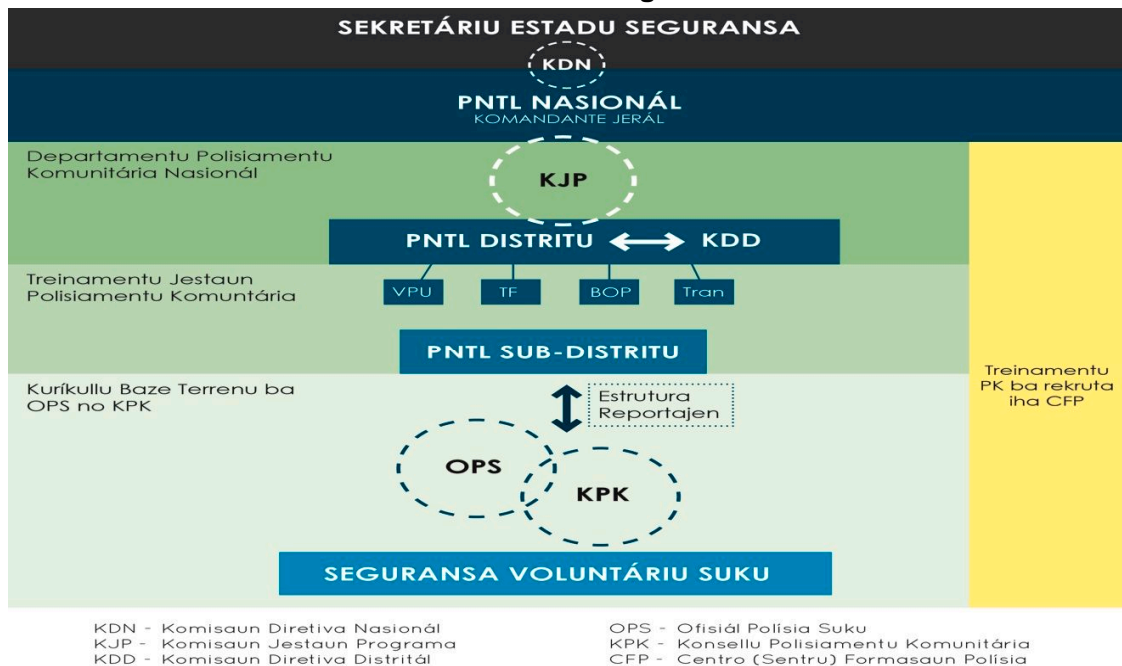 SEKRETÁRIU ESTADU SEGURANSA
KDN
PNTL NASIONÁL
KOMANDANTE JERÁL
Departamentu Polisiamentu
Komunitária Nasionál
KJP
PNTL DISTRITU
KDD
Treinamentu Jestaun
Polisiamentu Komuntária
VPU
TF
BOP
Tran
PNTL SUB-DISTRITU
Kuríkullu Baze Terrenu ba
OPS no KPK
Estrutura
Reportajen
OPS
KPK
SEGURANSA VOLUNTÁRIU SUKU
Treinamentu
PK ba rekruta
iha CFP
KDN - Komisaun Diretiva Nasionál
KJP - Komisaun Jestaun Programa
KDD - Komisaun Diretiva Distritál
OPS - Ofisiál Polísia Suku
KPK - Konsellu Polisiamentu Komunitária
CFP - Centro (Sentru) Formasaun Polísia